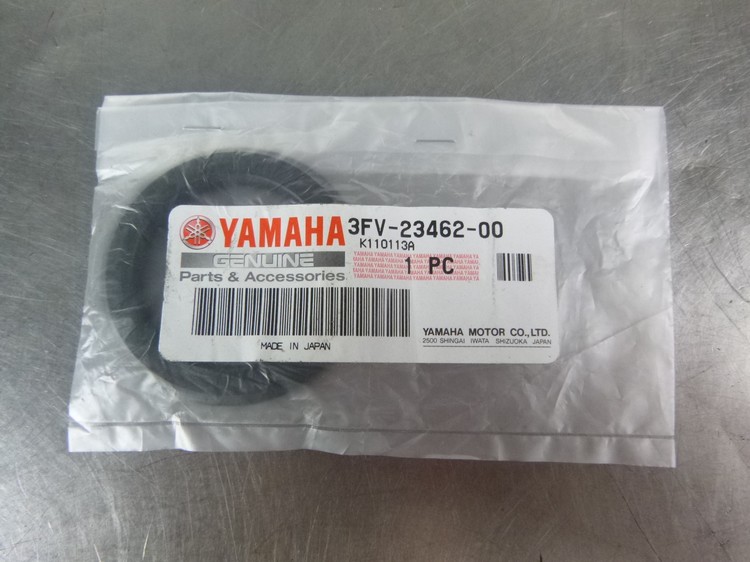 YAMAHA
GENUINE
Parts & Accessories
3FV-23462-00
K110113A
1 PC
MADE IN JAPAN
YAMAHA MOTOR CO.,LTD.
2500 SHINGAI IWATA SHIZUOKA JAPAN